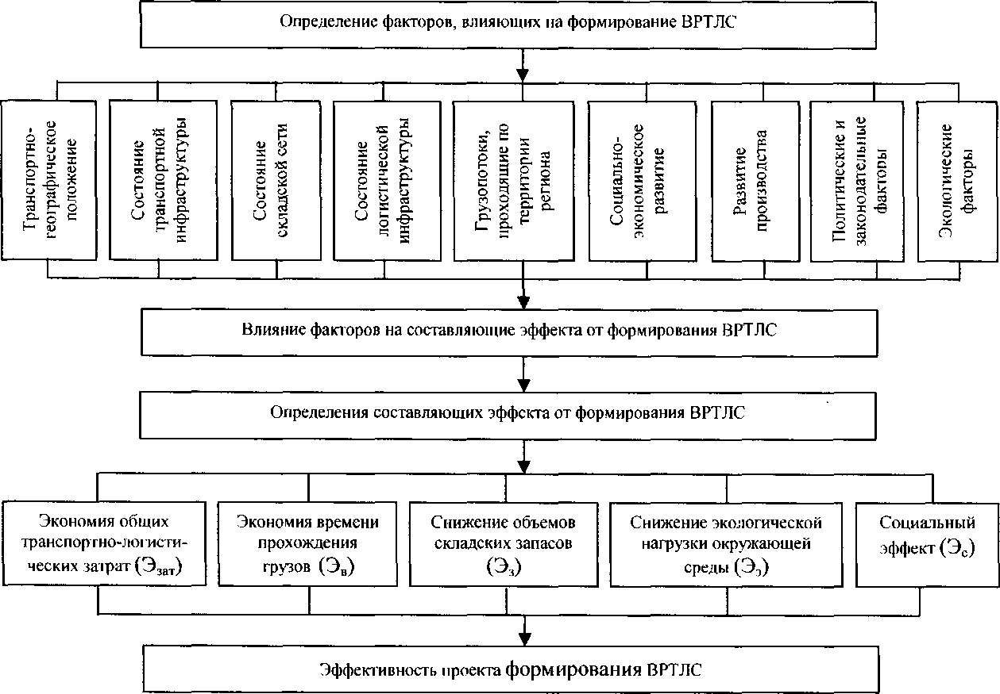 Определение факторов, влияющих на формирование ВРТЛС
Транспортно-
географическое
положение
Состояние
транспортной
инфраструктуры
Состояние
складской сети
Состояние
логистической
инфраструктуры
Грузопотоки,
проходящие по
территории
региона
Социально-
экономическое
развитие
Развитие
производства
Политические и
законодательные
факторы
Экологические
факторы
Влияние факторов на составляющие эффекта от формирования ВРТЛС
Определения составляющих эффекта от формирования ВРТЛС
Экономия общих
транспортно-логисти-
ческих затрат (Эзат)
Экономия времени
прохождения
грузов (Эв)
Снижение объемов
складских запасов
(Эз)
Снижение экологической
нагрузки окружающей
среды (Ээ)
Социальный
эффект (Эс)
Эффективность проекта формирования ВРТЛС